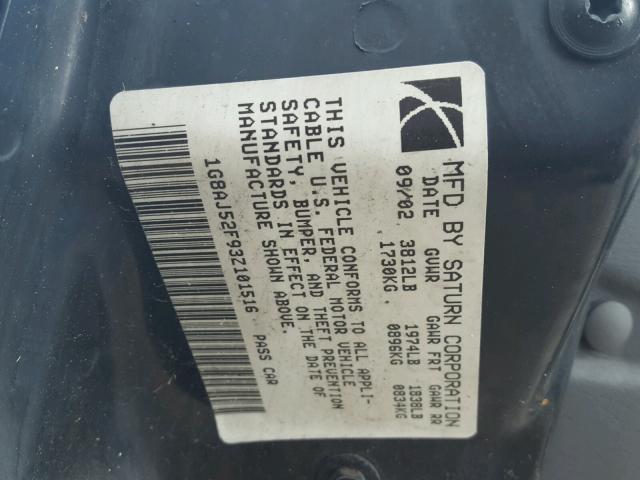 MFD BY SATURN CORPORATION
DATE GVWR GAWR FRT GAWR RR
09/02 3812LB 1974LB 1838LB
1730KG 0896KG 0834KG
THIS VEHICLE CONFORMS TO ALL APPLI-
CABLE U.S. FEDERAL MOTOR VEHICLE
SAFETY, BUMPER, AND THEFT PREVENTION
STANDARDS IN EFFECT ON THE DATE OF
MANUFACTURE SHOWN ABOVE.
1G8AJ52F93Z101516 PASS CAR